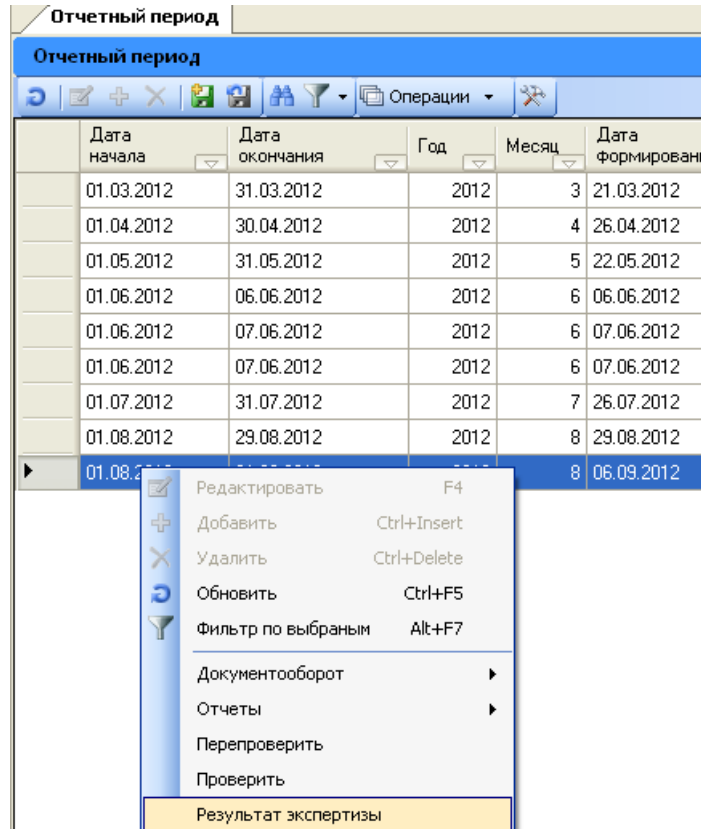 Отчетный период
Отчетный период
Операции
Дата начала Дата окончания Год Месяц Дата
01.03.2012 31.03.2012 2012 3 21.03.2012
01.04.2012 30.04.2012 2012 4 26.04.2012
01.05.2012 31.05.2012 2012 5 22.05.2012
01.06.2012 06.06.2012 2012 6 06.06.2012
01.06.2012 07.06.2012 2012 6 07.06.2012
01.06.2012 07.06.2012 2012 6 07.06.2012
01.07.2012 31.07.2012 2012 7 26.07.2012
01.08.2012 29.08.2012 2012 8 29.08.2012
01.08. 8 06.09.2012
Редактировать F4
Добавить Ctrl+Insert
Удалить Ctrl+Delete
Обновить Ctrl+F5
Фильтр по выбраным Alt+F7
Документооборот
Отчеты
Перепроверить
Проверить
Результат экспертизы